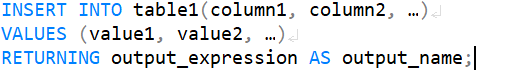 INSERT INTO table1(column1, column2, …)
VALUES (value1, value2, …)
RETURNING output_expression AS output_name;